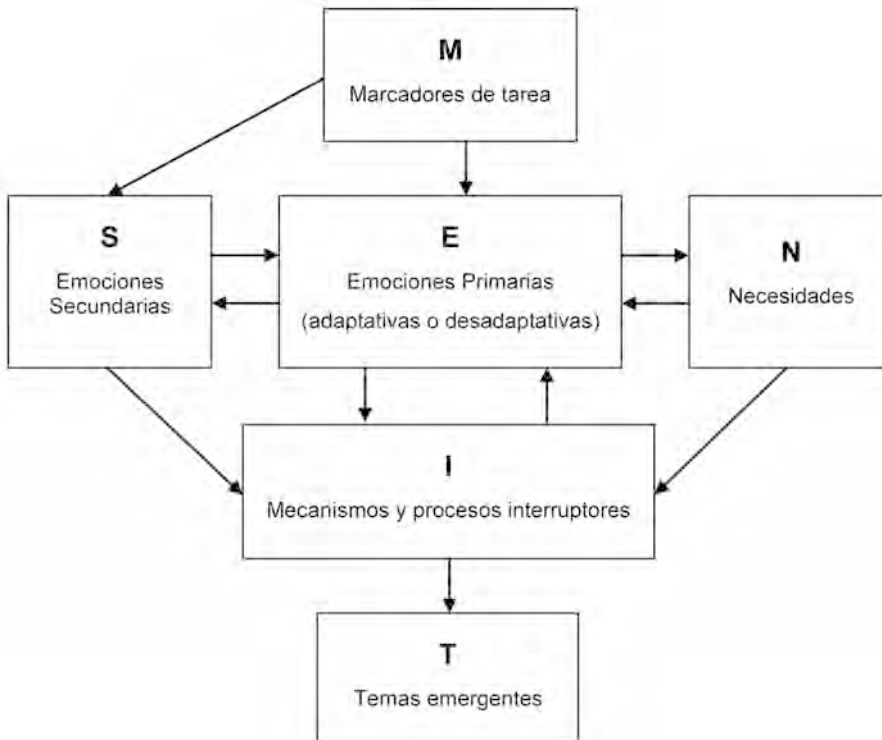 M
Marcadores de tarea
S
Emociones
Secundarias
E
Emociones Primarias
(adaptativas o desadaptativas)
N
Necesidades
I
Mecanismos y procesos interruptores
T
Temas emergentes